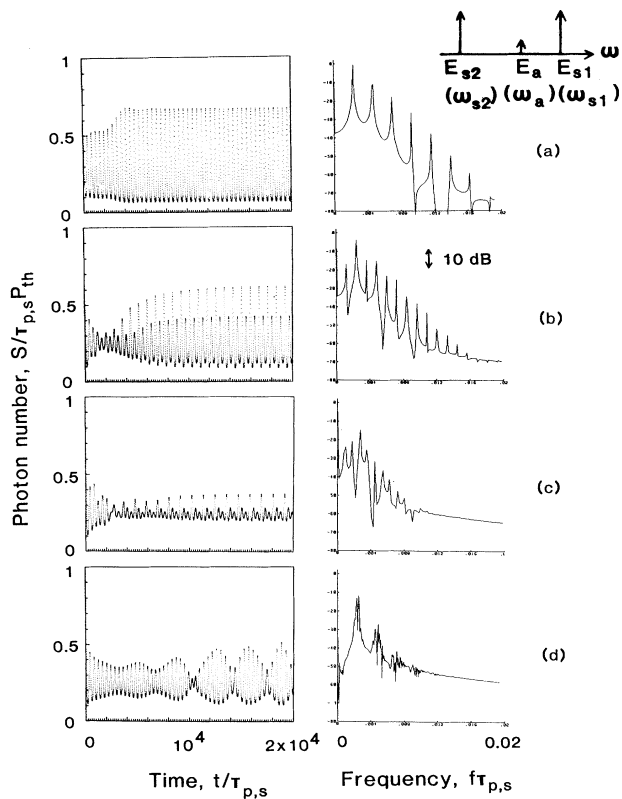 ω
E_s2 E_a E_s1
(ω_s2) (ω_a) (ω_s1)
1
0.5
0
(a)
1
0.5
0
10 dB
(b)
1
0.5
0
(c)
1
0.5
0
(d)
Photon number, S/τ_p,s P_th
0 10^4 2x10^4
Time, t/τ_p,s
0 0.02
Frequency, fτ_p,s